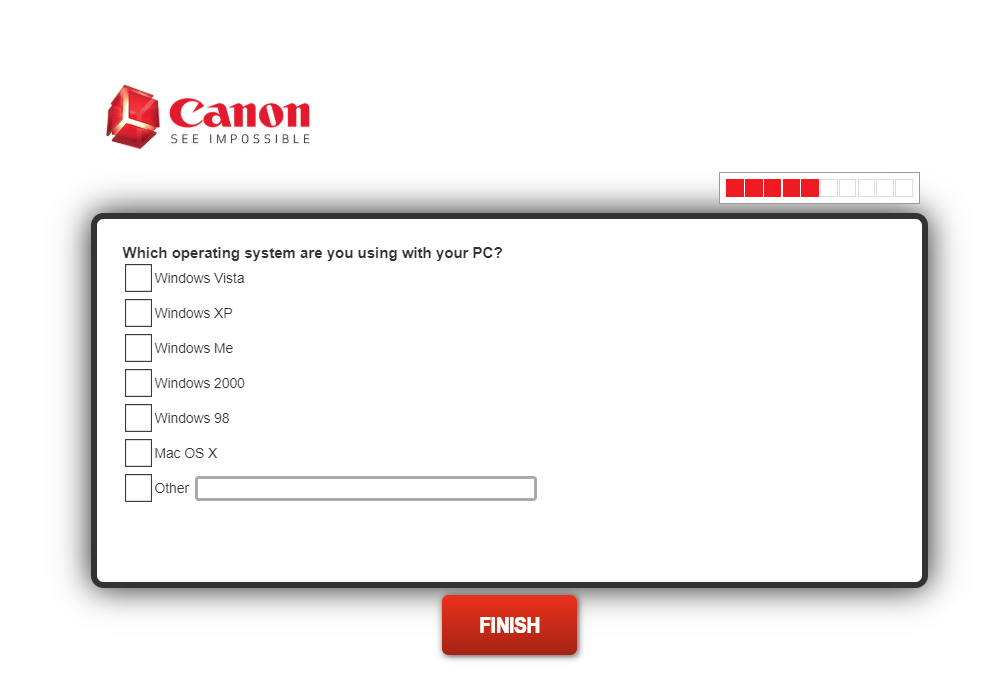 Canon
SEE IMPOSSIBLE
Which operating system are you using with your PC?
Windows Vista
Windows XP
Windows Me
Windows 2000
Windows 98
Mac OS X
Other
FINISH